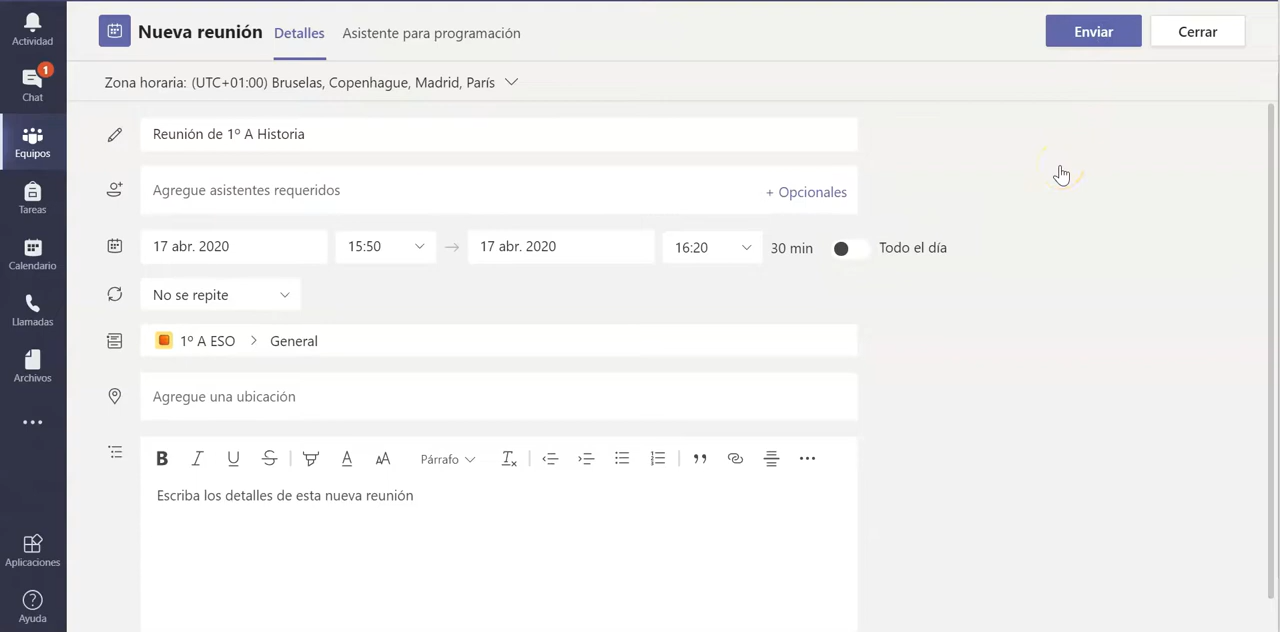 Actividad
1
Chat
Equipos
Tareas
Calendario
Llamadas
Archivos
Aplicaciones
Ayuda
Nueva reunión Detalles Asistente para programación Enviar Cerrar
Zona horaria: (UTC+01:00) Bruselas, Copenhague, Madrid, París
Reunión de 1º A Historia
Agregue asistentes requeridos + Opcionales
17 abr. 2020 15:50 → 17 abr. 2020 16:20 30 min Todo el día
No se repite
1º A ESO > General
Agregue una ubicación
B I U S A AA Párrafo Tx
Escriba los detalles de esta nueva reunión